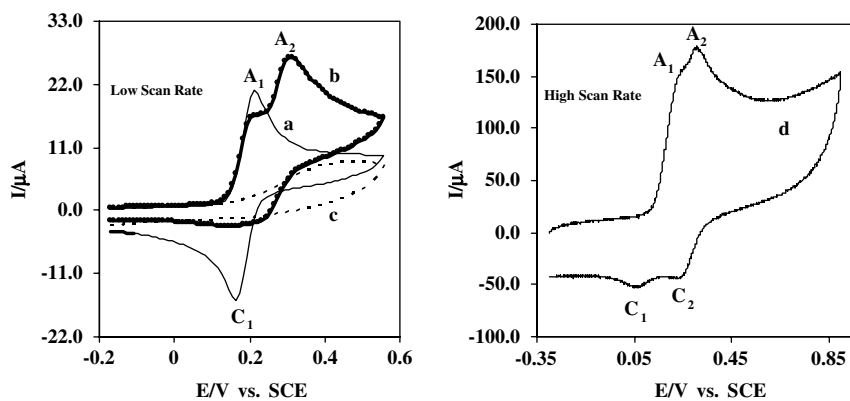 33.0
22.0
11.0
0.0
-11.0
-22.0
I/µA
Low Scan Rate
A1
A2
b
a
c
C1
-0.2
0
0.2
0.4
0.6
E/V vs. SCE
200.0
150.0
100.0
50.0
0.0
-50.0
-100.0
I/µA
High Scan Rate
A1
A2
d
C1
C2
-0.35
0.05
0.45
0.85
E/V vs. SCE